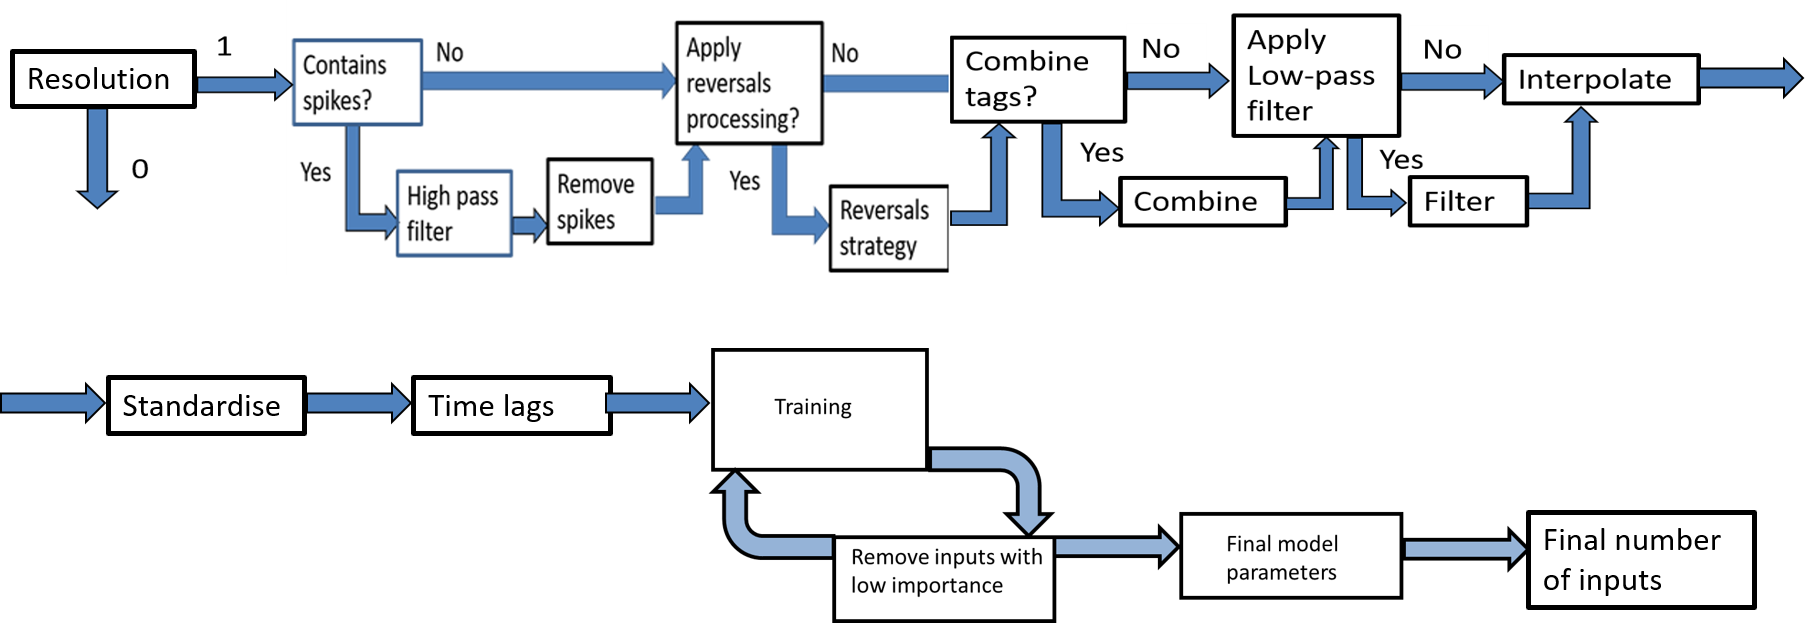 Resolution
1
0
Contains
spikes?
No
Yes
High pass
filter
Remove
spikes
Apply
reversals
processing?
No
Yes
Reversals
strategy
Combine
tags?
No
Yes
Combine
Apply
Low-pass
filter
No
Yes
Filter
Interpolate
Standardise
Time lags
Training
Remove inputs with
low importance
Final model
parameters
Final number
of inputs